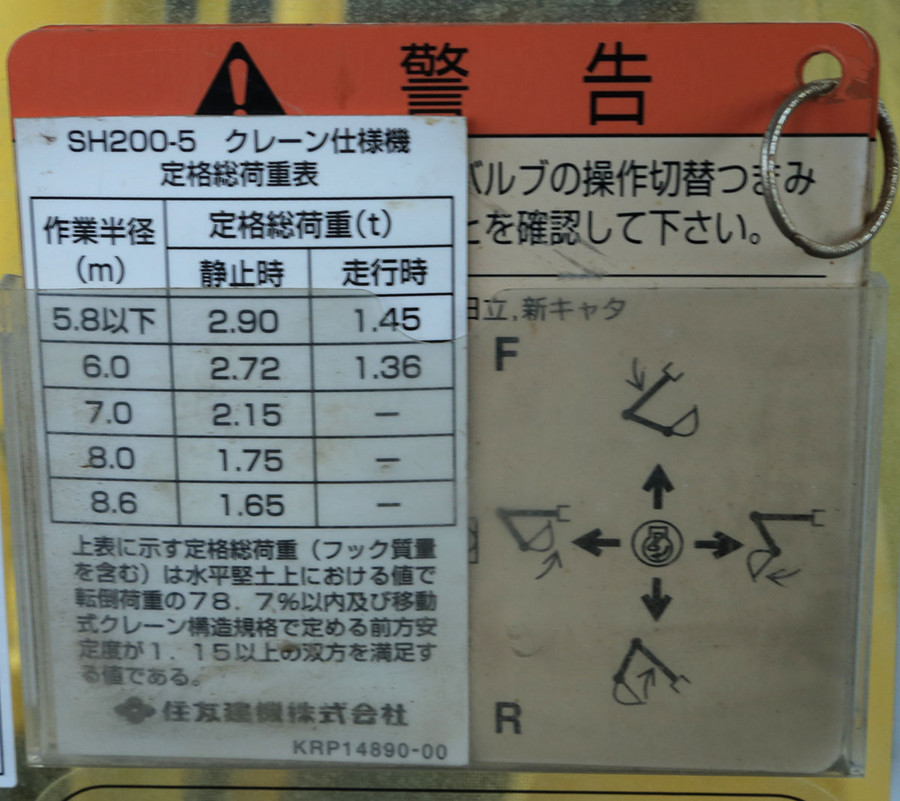 警告
SH200-5 クレーン仕様機
定格総荷重表
作業半径
(m)
定格総荷重(t)
静止時 走行時
5.8以下 2.90 1.45
6.0 2.72 1.36
7.0 2.15 —
8.0 1.75 —
8.6 1.65 —
上表に示す定格総荷重(フック質量
を含む)は水平堅土上における値で
転倒荷重の78.7%以内及び移動
式クレーン構造規格で定める前方安
定度が1.15以上の双方を満足す
る値である。
住友建機株式会社
KRP14890-00
バルブの操作切替つまみ
とを確認して下さい。
日立,新キャタ
F
R